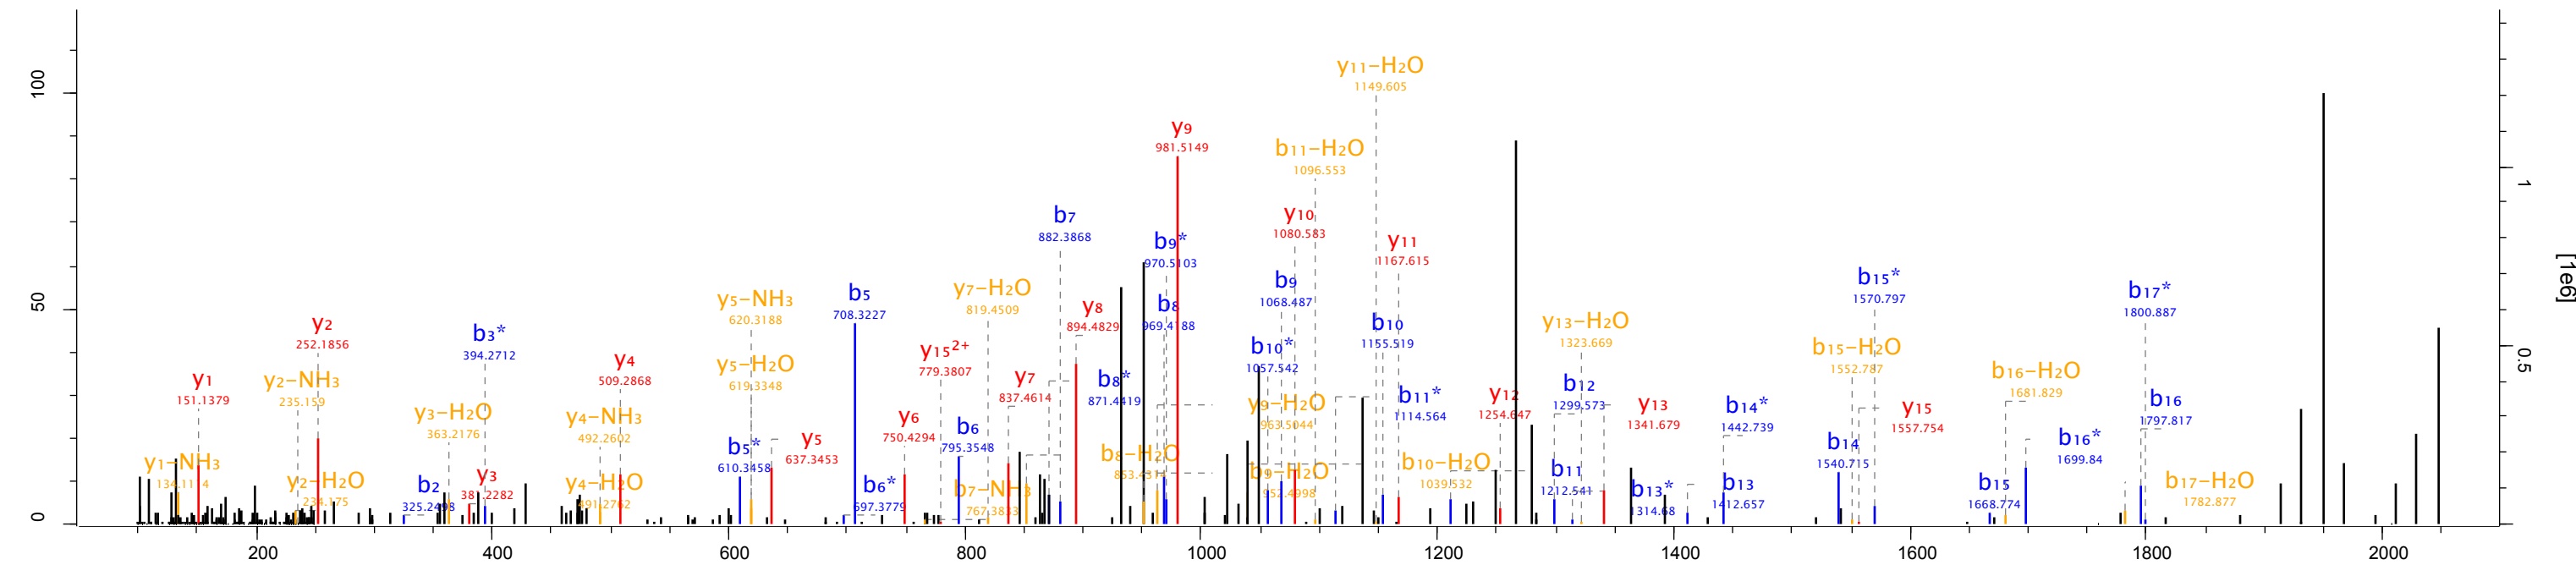 y11–H2O
1149.605
y9
981.5149
b11–H2O
1096.553
b7
882.3868
y10
1080.583
b9*
970.5103
y11
1167.615
b5
708.3227
y5–NH3
620.3188
y7–H2O
819.4509
b9
1068.487
b15*
1570.797
b17*
1800.887
y2
252.1856
b3*
394.2712
y8
894.4829
b8
969.4188
b10
1155.519
y13–H2O
1323.669
y15 2+
779.3807
b10*
1057.542
b15–H2O
1552.787
y1
151.1379
y2–NH3
235.159
y4
509.2868
y5–H2O
619.3348
y7
837.4614
b8*
871.4419
b11*
1114.564
b12
1299.573
b16–H2O
1681.829
y3–H2O
363.2176
y4–NH3
492.2602
y6
750.4294
y9–H2O
963.5044
y12
1254.647
y13
1341.679
b14*
1442.739
y15
1557.754
b16
1797.817
b5*
610.3458
y5
637.3453
b6
795.3548
b8–H2O
b14
1540.715
b16*
1699.84
y1–NH3
y2–H2O
234.175
b2
325.2498
y3
381.2282
y4–H2O
491.2762
b6*
697.3779
b7–NH3
767.3833
b9–H2O
952.4998
b10–H2O
1039.532
b11
1212.541
b13*
1314.68
b13
1412.657
b15
1668.774
b17–H2O
1782.877
0
50
100
200
400
600
800
1000
1200
1400
1600
1800
2000
0.5
1
[1e6]